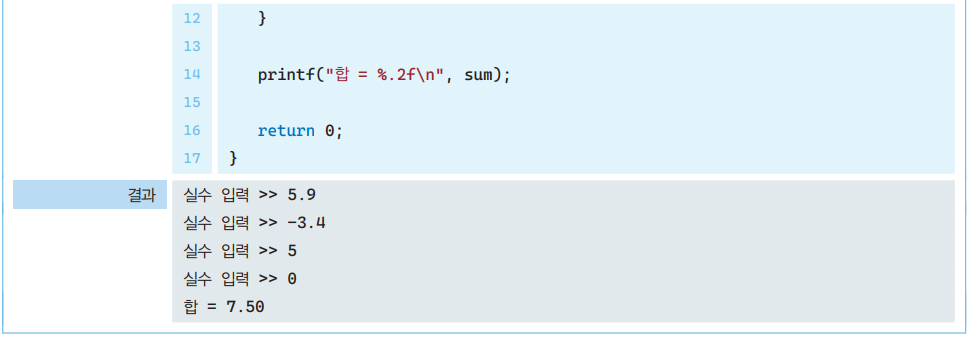 12 }
13
14 printf("합 = %.2f\n", sum);
15
16 return 0;
17 }
결과
실수 입력 >> 5.9
실수 입력 >> -3.4
실수 입력 >> 5
실수 입력 >> 0
합 = 7.50